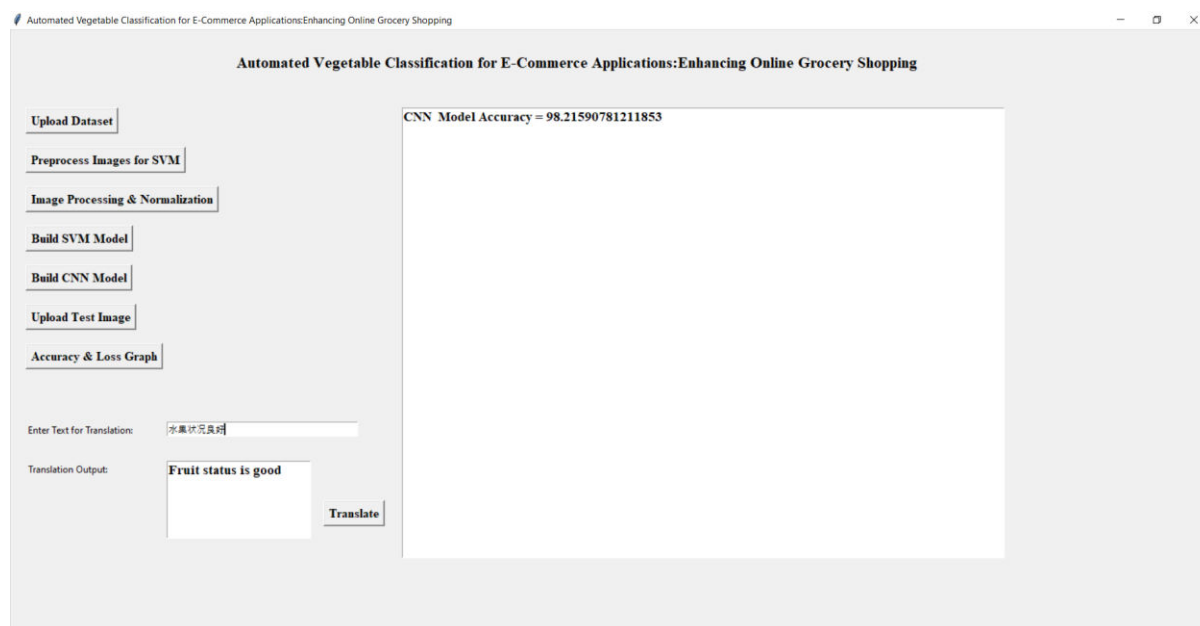 Automated Vegetable Classification for E-Commerce Applications:Enhancing Online Grocery Shopping
Automated Vegetable Classification for E-Commerce Applications:Enhancing Online Grocery Shopping
Upload Dataset
Preprocess Images for SVM
Image Processing & Normalization
Build SVM Model
Build CNN Model
Upload Test Image
Accuracy & Loss Graph
CNN Model Accuracy = 98.21590781211853
Enter Text for Translation:
水果状况良好
Translation Output:
Fruit status is good
Translate